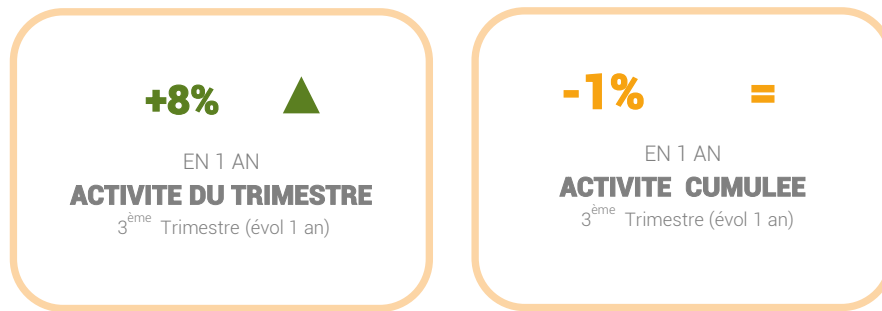 +8% ▲
EN 1 AN
ACTIVITE DU TRIMESTRE
3ème Trimestre (évol 1 an)
-1% =
EN 1 AN
ACTIVITE CUMULEE
3ème Trimestre (évol 1 an)